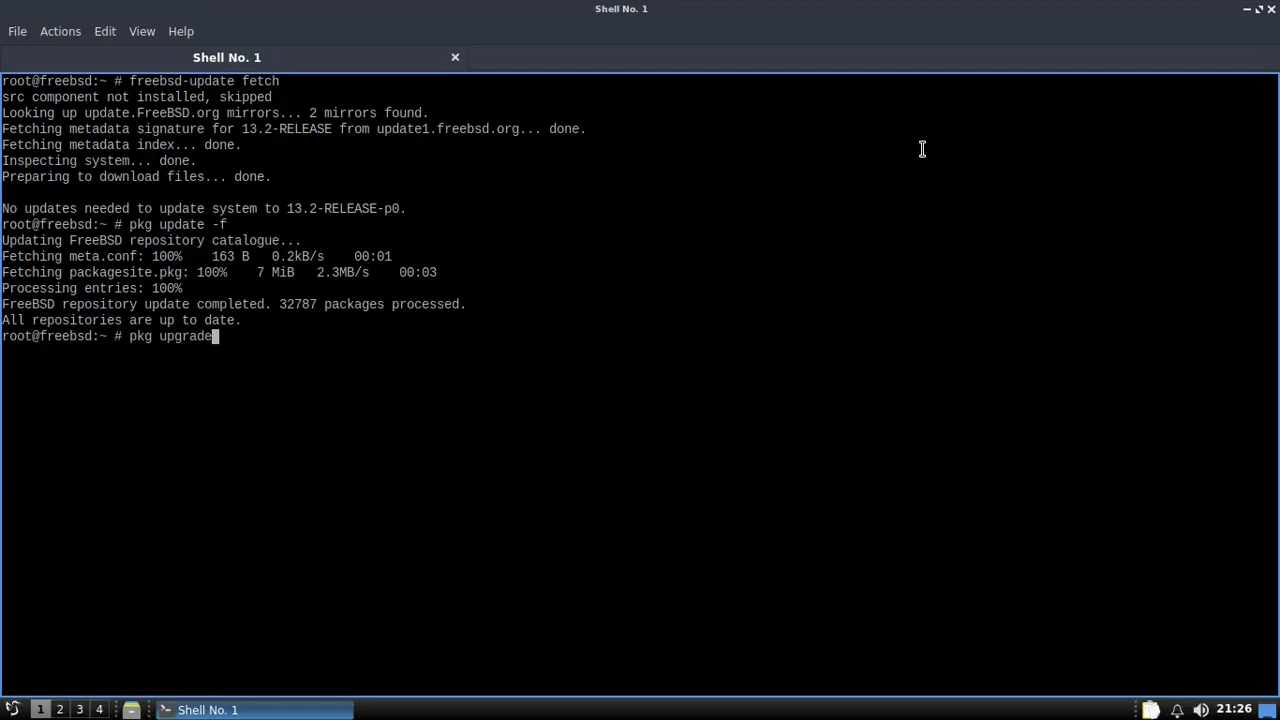 Shell No. 1
File Actions Edit View Help
Shell No. 1
root@freebsd:~ # freebsd-update fetch
src component not installed, skipped
Looking up update.FreeBSD.org mirrors... 2 mirrors found.
Fetching metadata signature for 13.2-RELEASE from update1.freebsd.org... done.
Fetching metadata index... done.
Inspecting system... done.
Preparing to download files... done.
No updates needed to update system to 13.2-RELEASE-p0.
root@freebsd:~ # pkg update -f
Updating FreeBSD repository catalogue...
Fetching meta.conf: 100%    163 B   0.2kB/s    00:01
Fetching packagesite.pkg: 100%    7 MiB   2.3MB/s    00:03
Processing entries: 100%
FreeBSD repository update completed. 32787 packages processed.
All repositories are up to date.
root@freebsd:~ # pkg upgrade
1 2 3 4 Shell No. 1 21:26